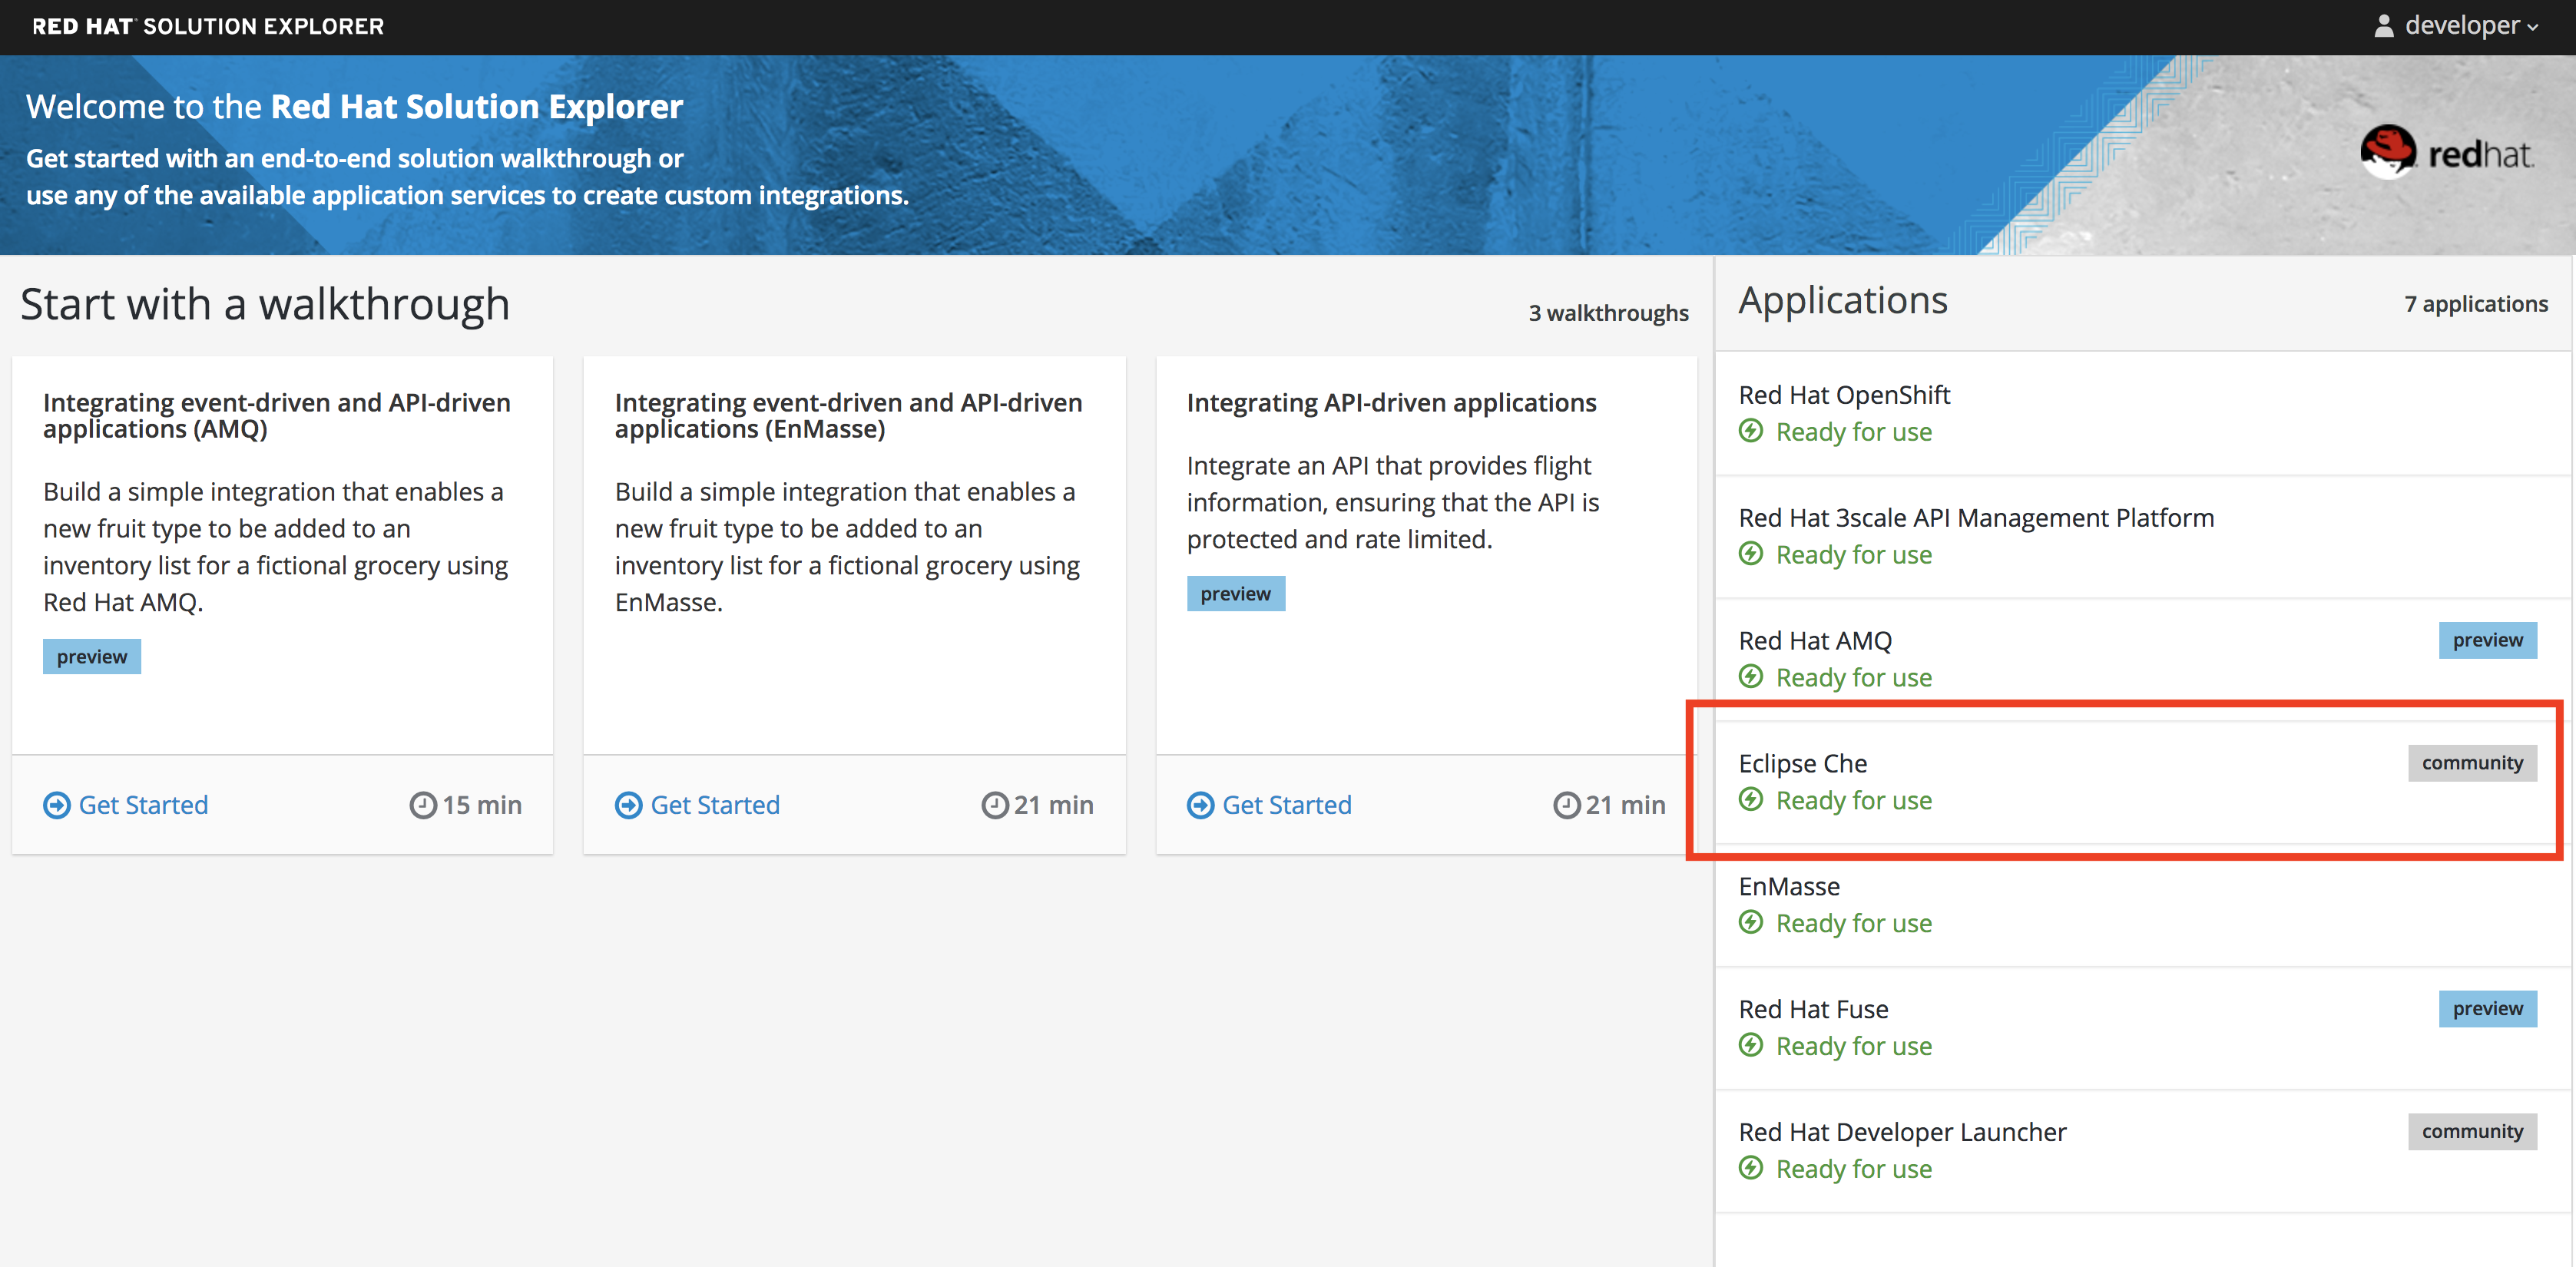 RED HAT SOLUTION EXPLORER
developer
Welcome to the Red Hat Solution Explorer
Get started with an end-to-end solution walkthrough or
use any of the available application services to create custom integrations.
redhat.
Start with a walkthrough
3 walkthroughs
Integrating event-driven and API-driven
applications (AMQ)
Build a simple integration that enables a
new fruit type to be added to an
inventory list for a fictional grocery using
Red Hat AMQ.
preview
Get Started
15 min
Integrating event-driven and API-driven
applications (EnMasse)
Build a simple integration that enables a
new fruit type to be added to an
inventory list for a fictional grocery using
EnMasse.
Get Started
21 min
Integrating API-driven applications
Integrate an API that provides flight
information, ensuring that the API is
protected and rate limited.
preview
Get Started
21 min
Applications
7 applications
Red Hat OpenShift
Ready for use
Red Hat 3scale API Management Platform
Ready for use
Red Hat AMQ
preview
Ready for use
Eclipse Che
community
Ready for use
EnMasse
Ready for use
Red Hat Fuse
preview
Ready for use
Red Hat Developer Launcher
community
Ready for use